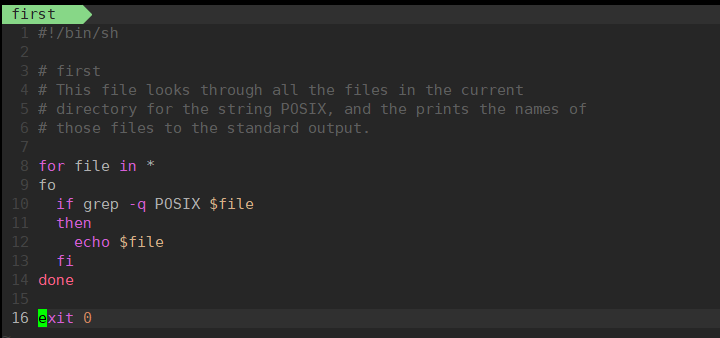 first
1 #!/bin/sh
2
3 # first
4 # This file looks through all the files in the current
5 # directory for the string POSIX, and the prints the names of
6 # those files to the standard output.
7
8 for file in *
9 fo
10   if grep -q POSIX $file
11   then
12     echo $file
13   fi
14 done
15
16 exit 0
~